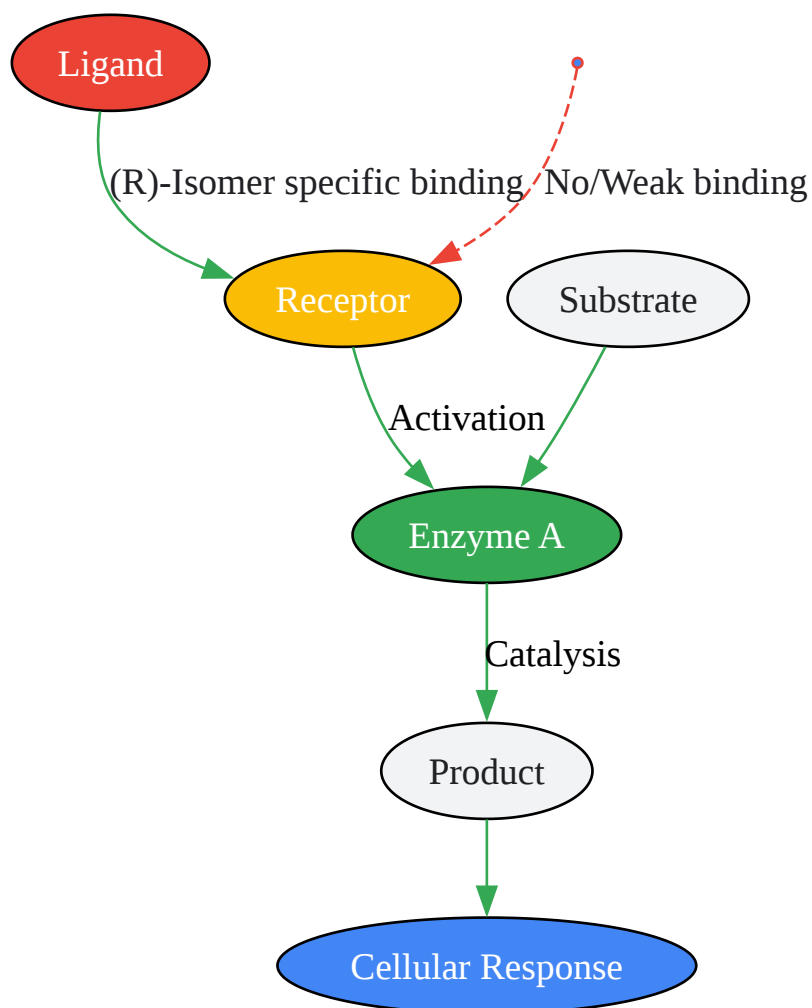 Ligand
(R)-Isomer specific binding
No/Weak binding
Receptor
Substrate
Activation
Enzyme A
Catalysis
Product
Cellular Response